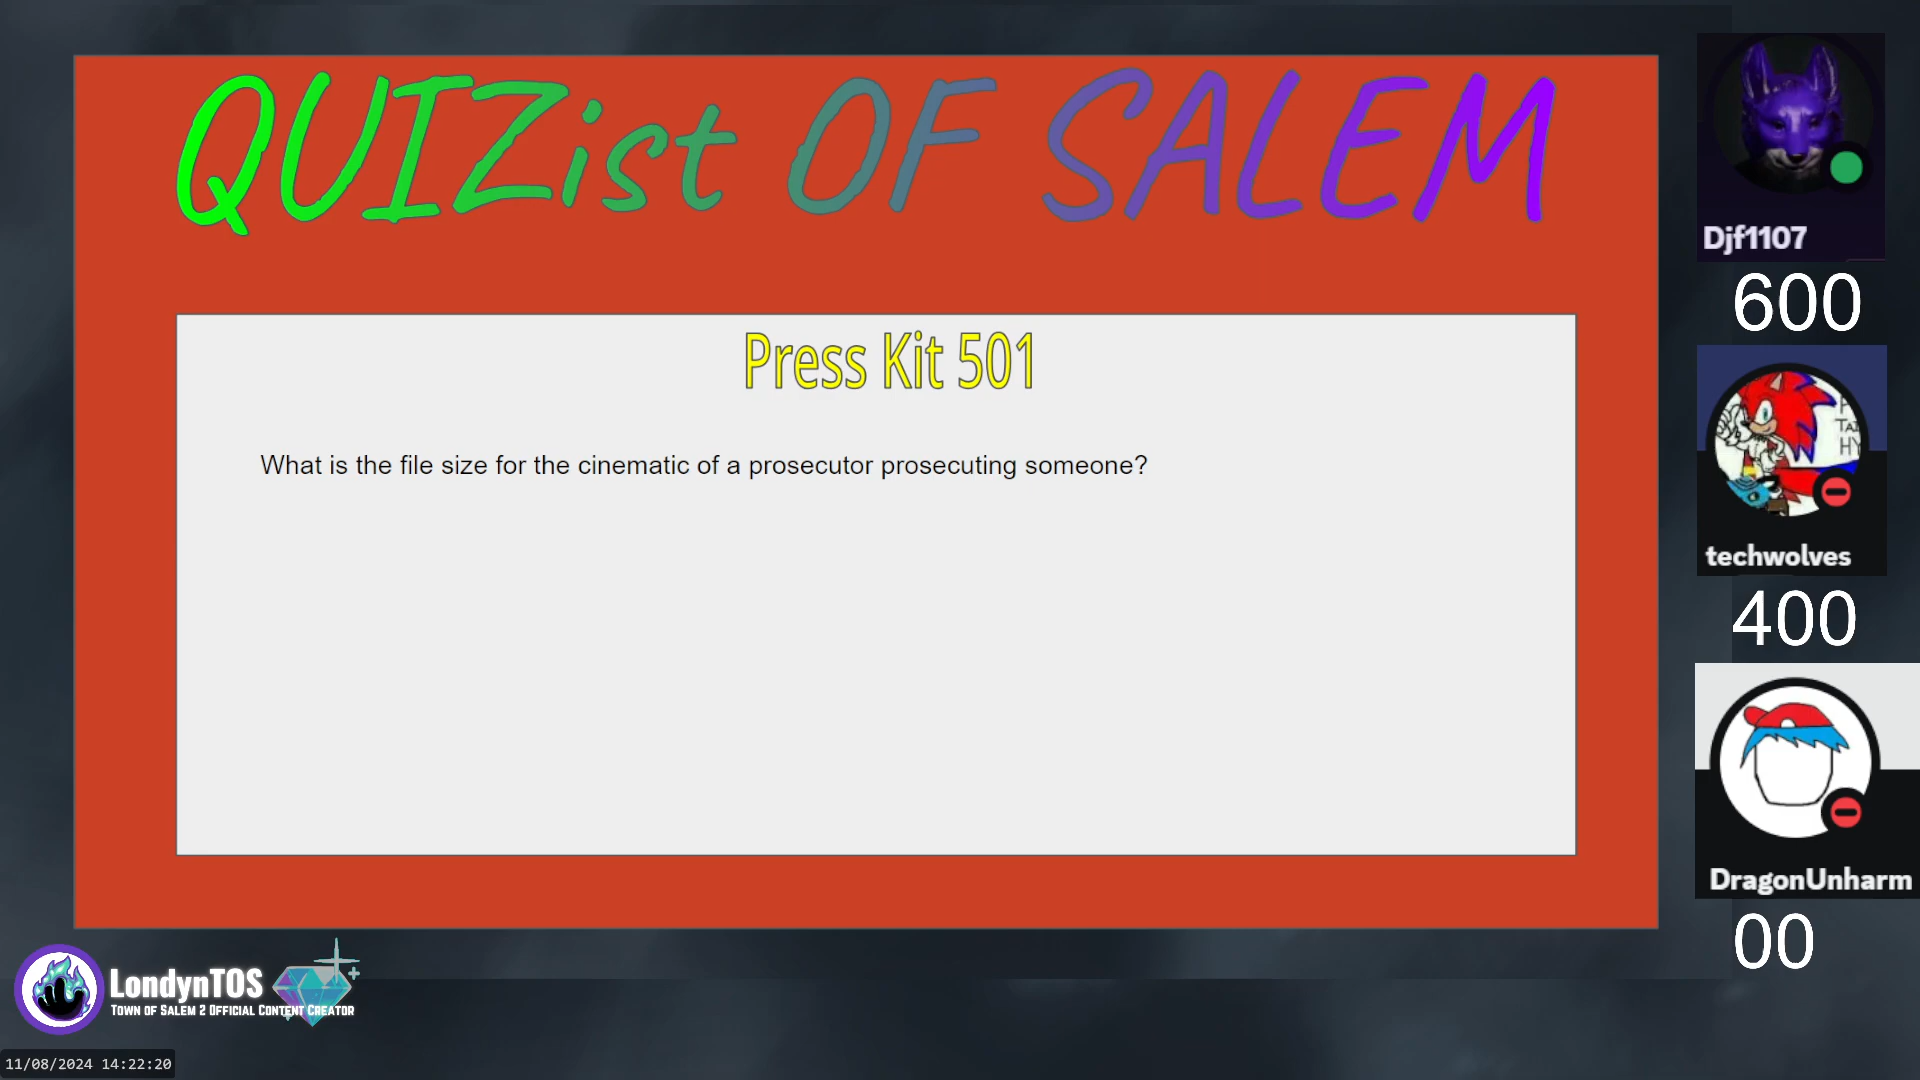 QUIZist OF SALEM
Press Kit 501
What is the file size for the cinematic of a prosecutor prosecuting someone?
Djf1107
600
TAI
HY
techwolves
400
DragonUnharm
00
LondynTOS
TOWN OF SALEM 2 OFFICIAL CONTENT CREATOR
11/08/2024 14:22:20